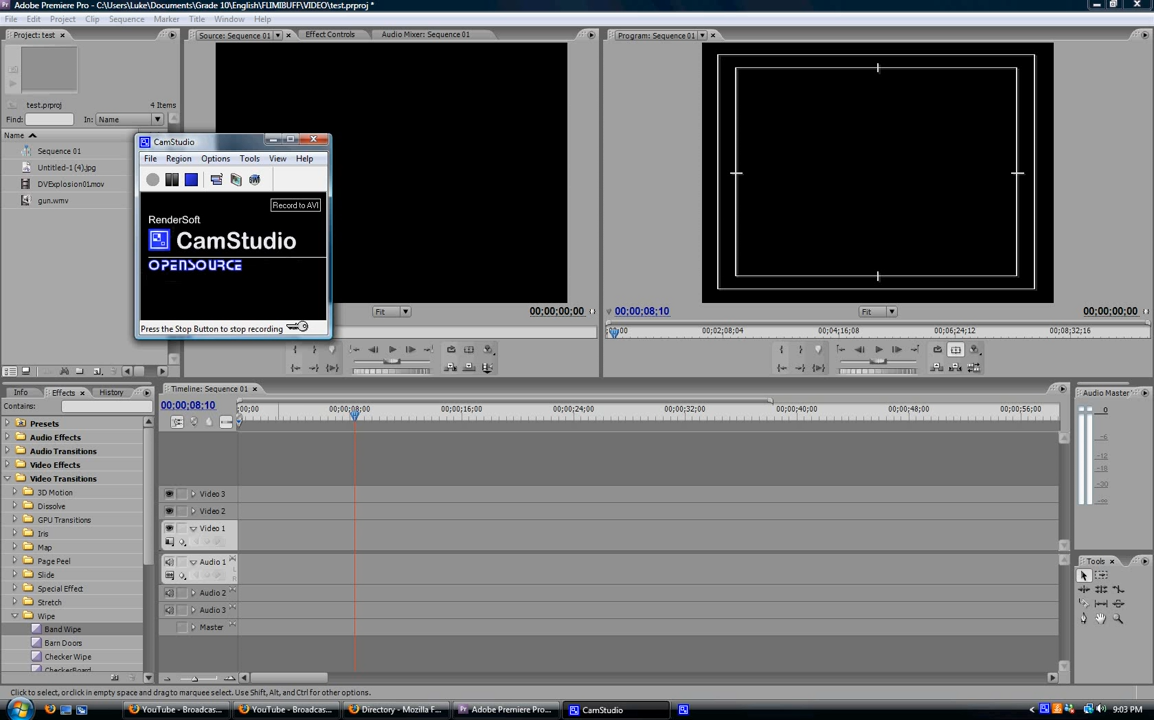 Adobe Premiere Pro - C:\Users\Luke\Documents\Grade 10\English\FLIMIBUFF\VIDEO\test.prproj *
File Edit Project Clip Sequence Marker Title Window Help
Project: test
test.prproj 4 Items
Find: In: Name
Name
Sequence 01
Untitled-1 (4).jpg
DVExplosion01.mov
gun.wmv
Source: Sequence 01 Effect Controls Audio Mixer: Sequence 01
Fit 00;00;00;00
Program: Sequence 01
00;00;08;10 Fit 00;00;00;00
00;00 00;02;08;04 00;04;16;08 00;06;24;12 00;08;32;16
CamStudio
File Region Options Tools View Help
Record to AVI
RenderSoft
CamStudio
OPENSOURCE
Press the Stop Button to stop recording
Info Effects History
Contains:
Presets
Audio Effects
Audio Transitions
Video Effects
Video Transitions
3D Motion
Dissolve
GPU Transitions
Iris
Map
Page Peel
Slide
Special Effect
Stretch
Wipe
Band Wipe
Barn Doors
Checker Wipe
CheckerBoard
Timeline: Sequence 01
00;00;08;10 ;00;00 00;00;08;00 00;00;16;00 00;00;24;00 00;00;32;00 00;00;40;00 00;00;48;00 00;00;56;00
Video 3
Video 2
Video 1
Audio 1
L
R
Audio 2
Audio 3
Master
Audio Master
0
-6
-12
-18
-30
Tools
Click to select, or click in empty space and drag to marquee select. Use Shift, Alt, and Ctrl for other options.
YouTube - Broadcas... YouTube - Broadcas... Directory - Mozilla F... Adobe Premiere Pro... CamStudio 9:03 PM